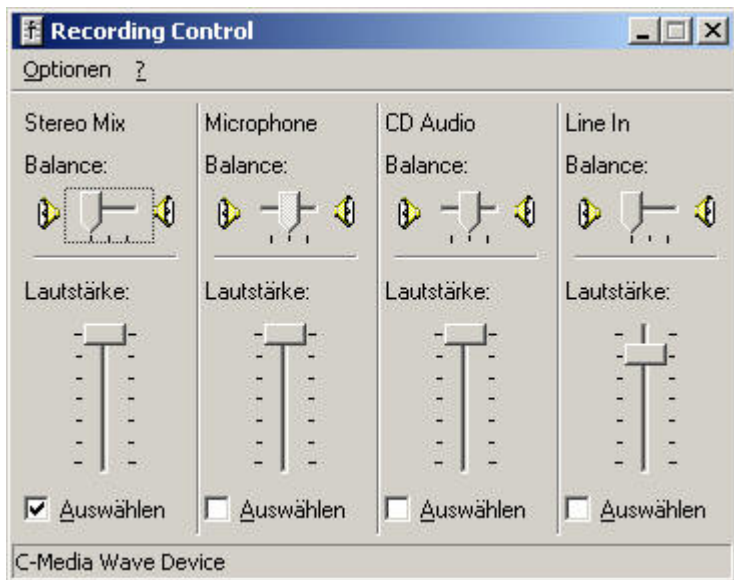 Recording Control
Optionen ?
Stereo Mix Microphone CD Audio Line In
Balance: Balance: Balance: Balance:
Lautstärke: Lautstärke: Lautstärke: Lautstärke:
Auswählen Auswählen Auswählen Auswählen
C-Media Wave Device